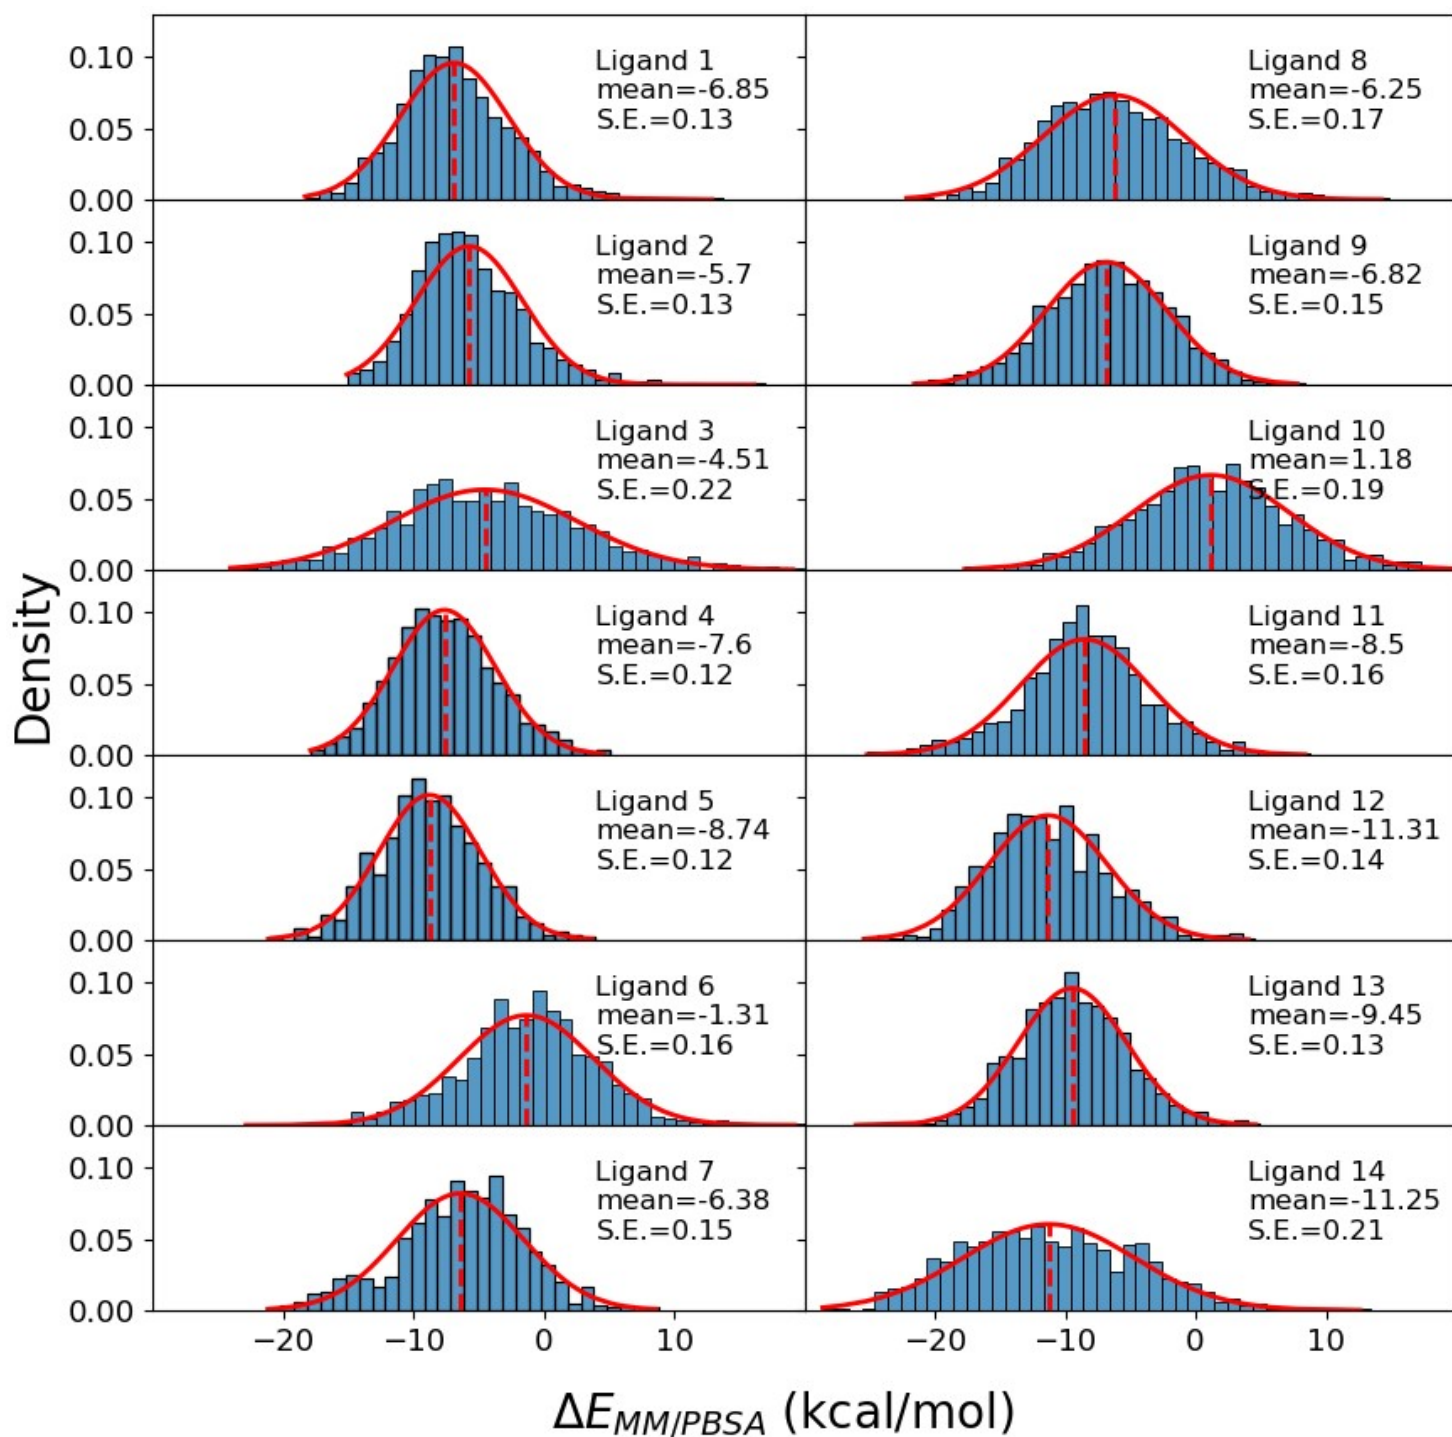 0.10
0.05
0.00
Ligand 1
mean=-6.85
S.E.=0.13
Ligand 8
mean=-6.25
S.E.=0.17
0.10
0.05
0.00
Ligand 2
mean=-5.7
S.E.=0.13
Ligand 9
mean=-6.82
S.E.=0.15
0.10
0.05
0.00
Ligand 3
mean=-4.51
S.E.=0.22
Ligand 10
mean=1.18
S.E.=0.19
Density
0.10
0.05
0.00
Ligand 4
mean=-7.6
S.E.=0.12
Ligand 11
mean=-8.5
S.E.=0.16
0.10
0.05
0.00
Ligand 5
mean=-8.74
S.E.=0.12
Ligand 12
mean=-11.31
S.E.=0.14
0.10
0.05
0.00
Ligand 6
mean=-1.31
S.E.=0.16
Ligand 13
mean=-9.45
S.E.=0.13
0.10
0.05
0.00
Ligand 7
mean=-6.38
S.E.=0.15
Ligand 14
mean=-11.25
S.E.=0.21
−20 −10 0 10 −20 −10 0 10
ΔE_MM/PBSA (kcal/mol)